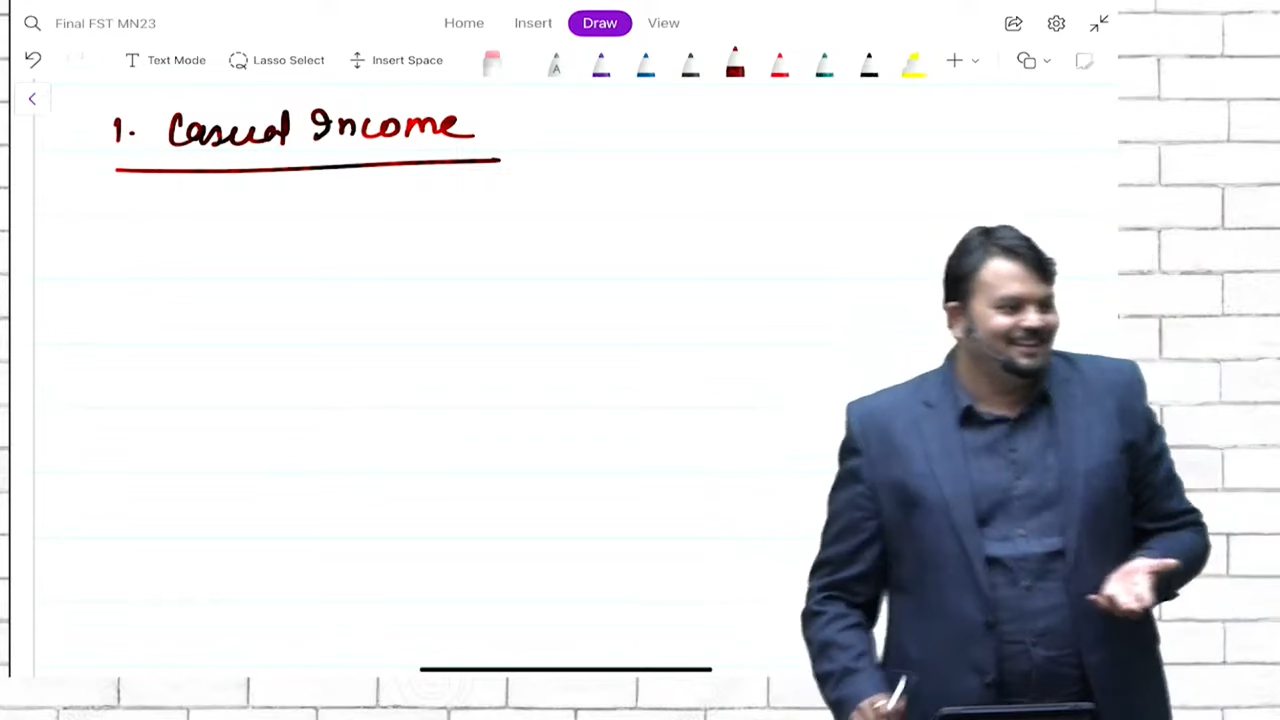 Final FST MN23
Home Insert Draw View
Text Mode Lasso Select Insert Space
A
1. Casual Income